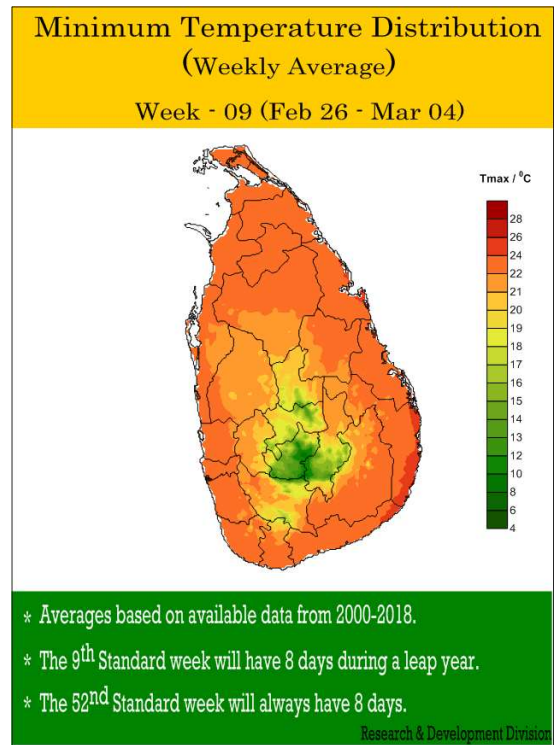 Minimum Temperature Distribution
(Weekly Average)
Week - 09 (Feb 26 - Mar 04)
Tmax / ⁰C
28
26
24
22
21
20
19
18
17
16
15
14
13
12
10
8
6
4
* Averages based on available data from 2000-2018.
* The 9th Standard week will have 8 days during a leap year.
* The 52nd Standard week will always have 8 days.
Research & Development Division